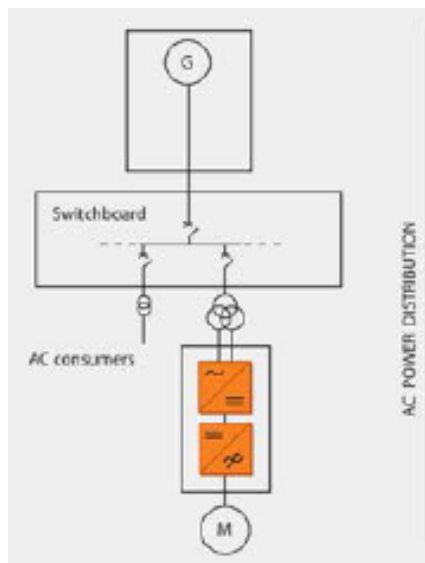 G
Switchboard
AC consumers
AC POWER DISTRIBUTION
M